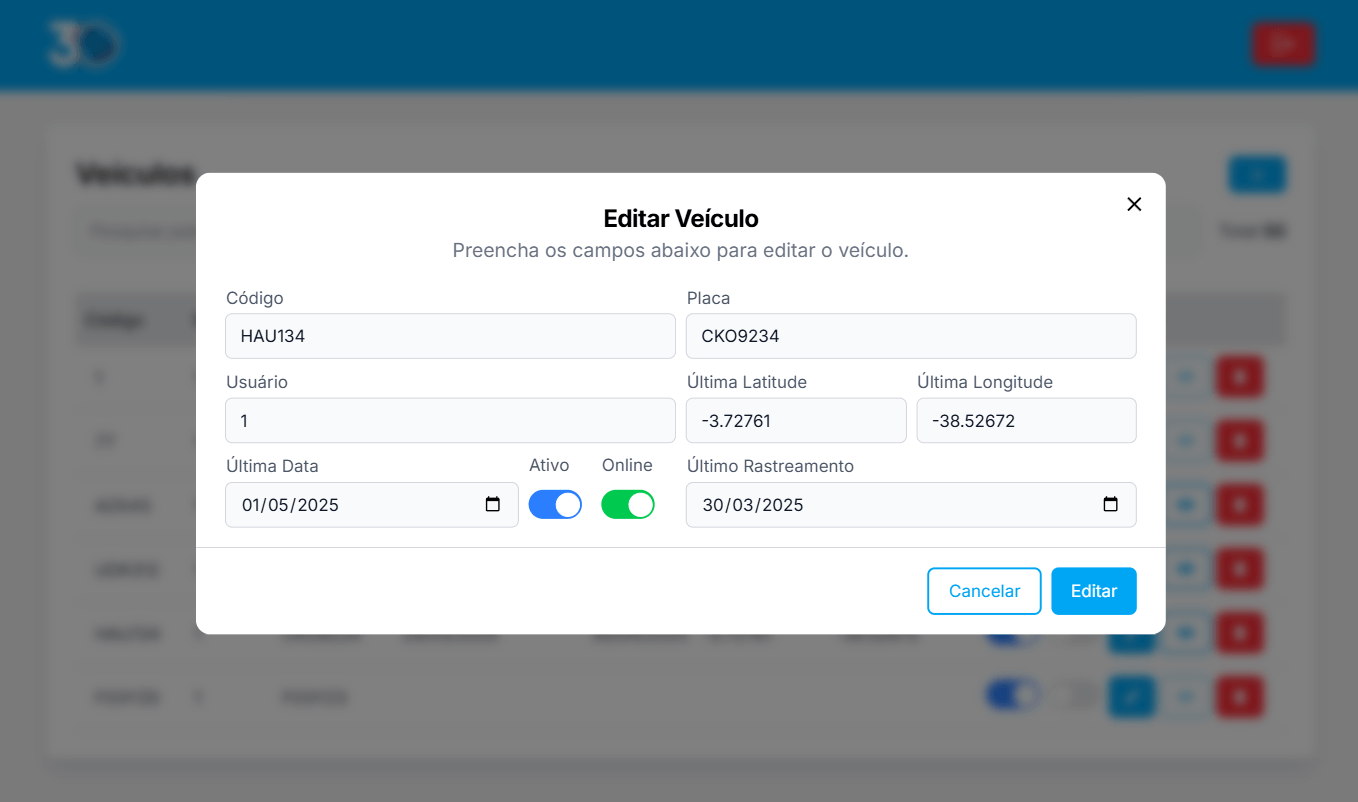 30
Veículos
Editar Veículo
Preencha os campos abaixo para editar o veículo.
Código Placa
HAU134 CKO9234
Usuário Última Latitude Última Longitude
1 -3.72761 -38.52672
Última Data Ativo Online Último Rastreamento
01/05/2025 30/03/2025
Cancelar Editar